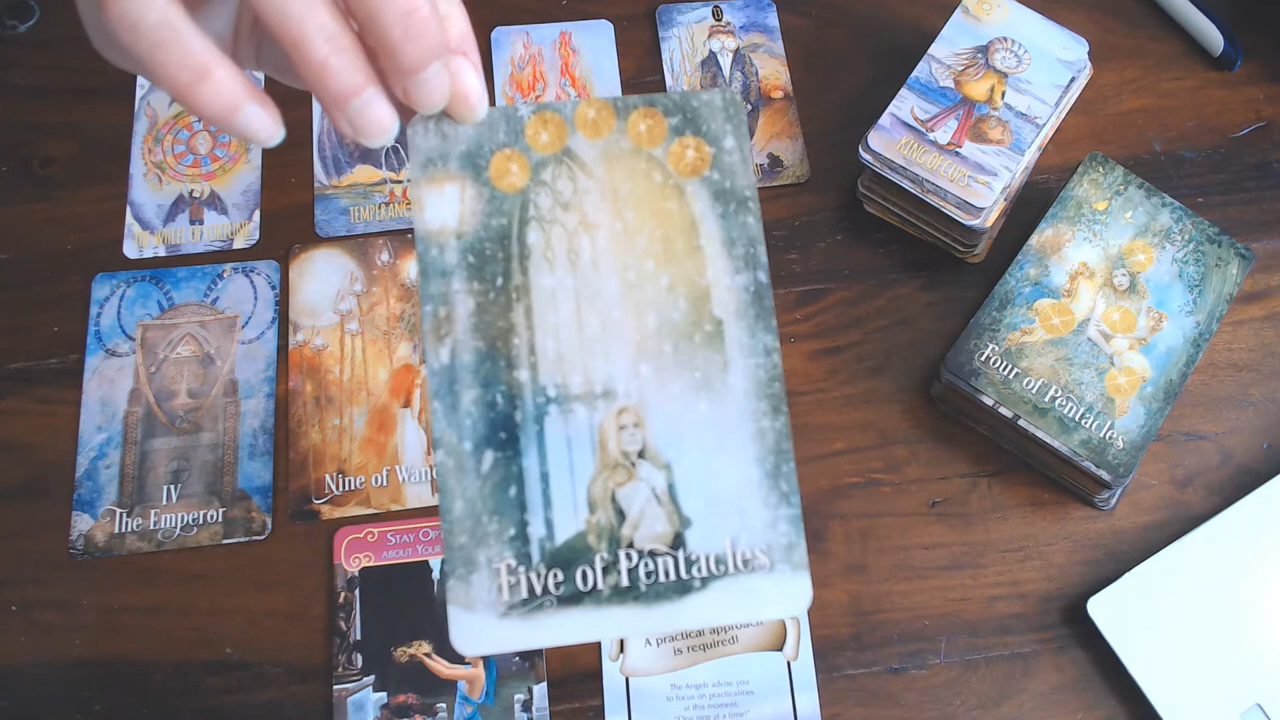 THE WHEEL OF FORTUNE
TEMPERANC
KING OF CUPS
IV
The Emperor
Nine of Wand
Five of Pentacles
Four of Pentacles
STAY OPT
ABOUT YOUR
A practical approach
is required!
The Angels advise you
to focus on practicalities
at this moment,
"One step at a time!"